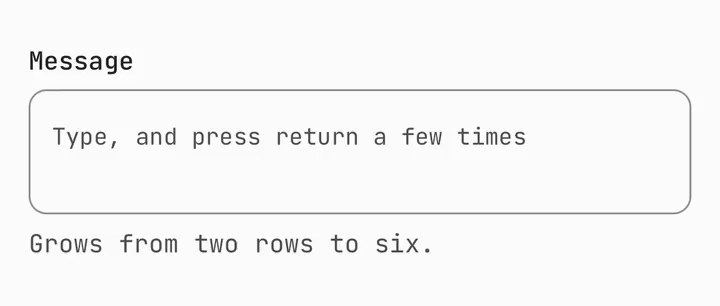 Message
Type, and press return a few times
Grows from two rows to six.